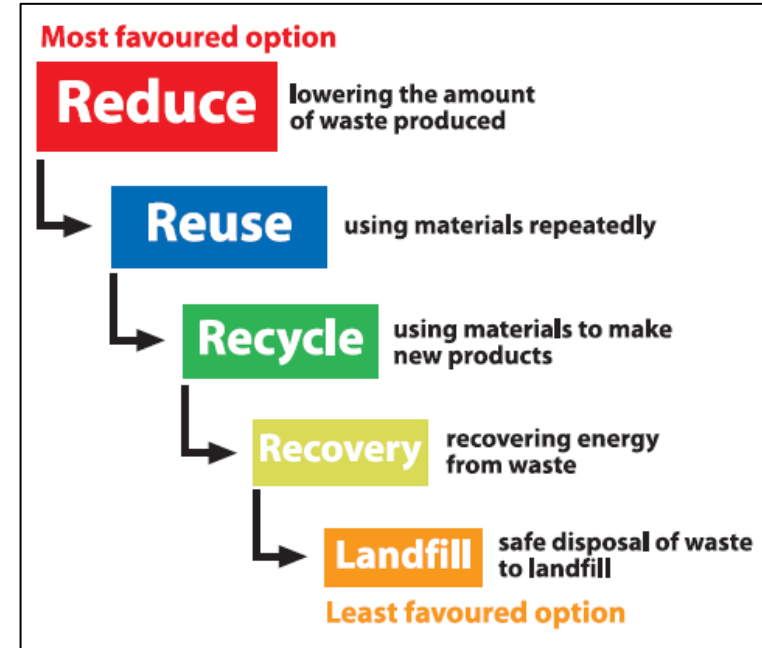 Most favoured option
Reduce
lowering the amount
of waste produced
Reuse
using materials repeatedly
Recycle
using materials to make
new products
Recovery
recovering energy
from waste
Landfill
safe disposal of waste
to landfill
Least favoured option